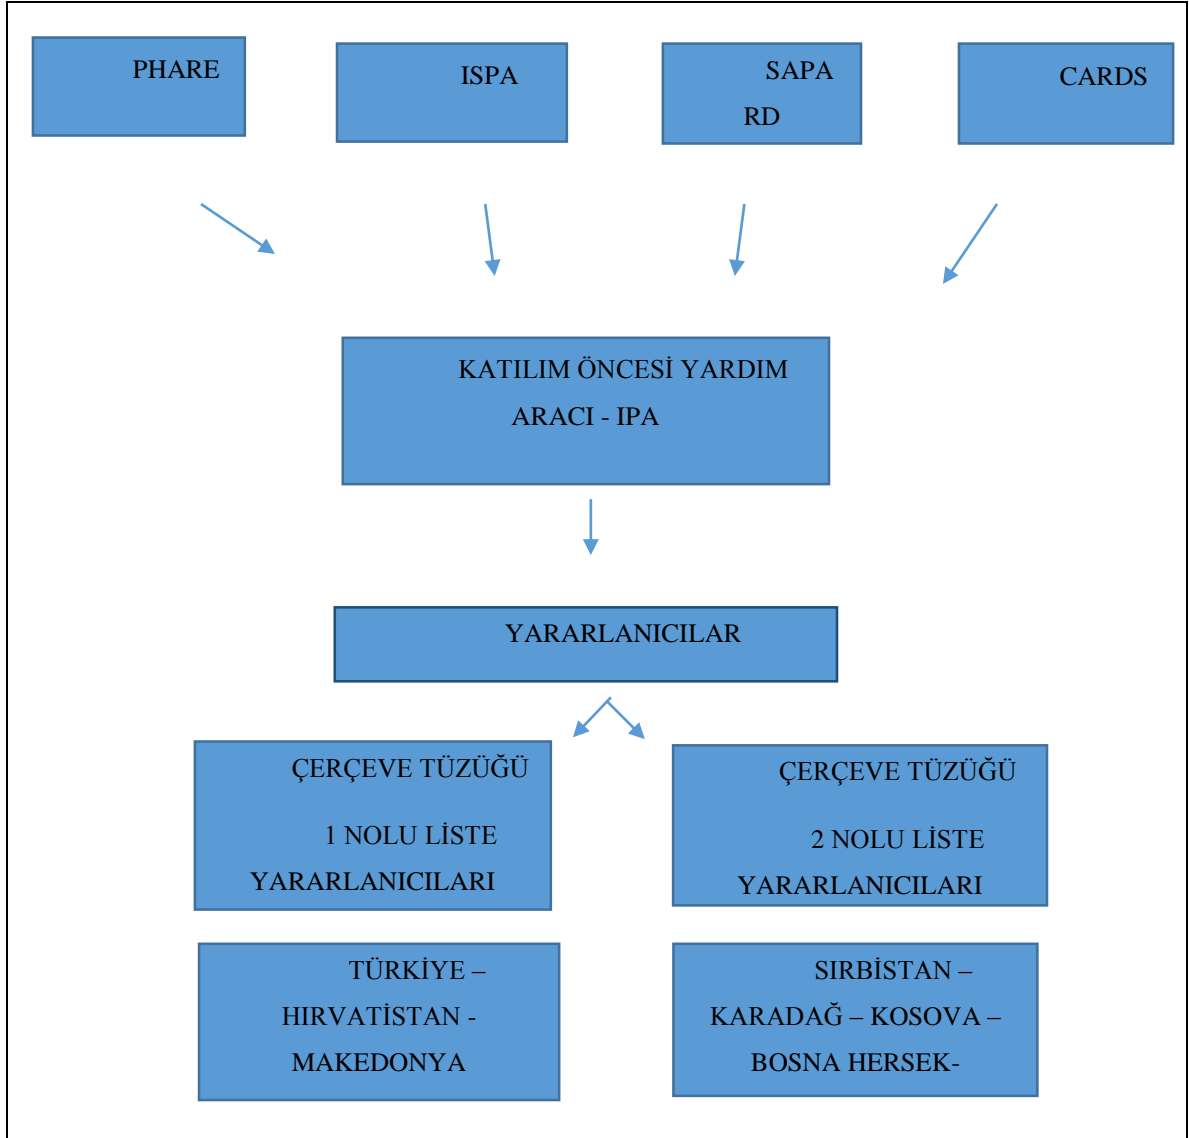 PHARE
ISPA
SAPA
RD
CARDS
KATILIM ÖNCESİ YARDIM
ARACI - IPA
YARARLANICILAR
ÇERÇEVE TÜZÜĞÜ
1 NOLU LİSTE
YARARLANICILARI
ÇERÇEVE TÜZÜĞÜ
2 NOLU LİSTE
YARARLANICILARI
TÜRKİYE –
HIRVATİSTAN -
MAKEDONYA
SIRBİSTAN –
KARADAĞ – KOSOVA –
BOSNA HERSEK-